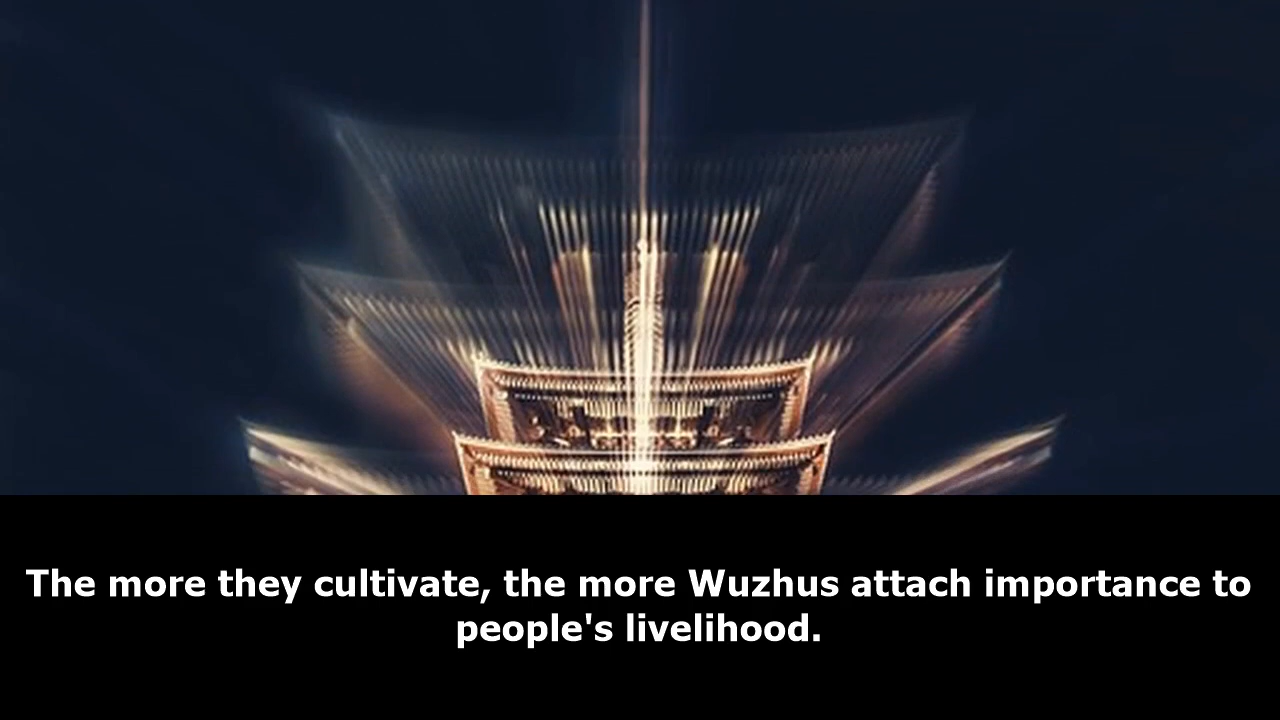 The more they cultivate, the more Wuzhus attach importance to
people's livelihood.